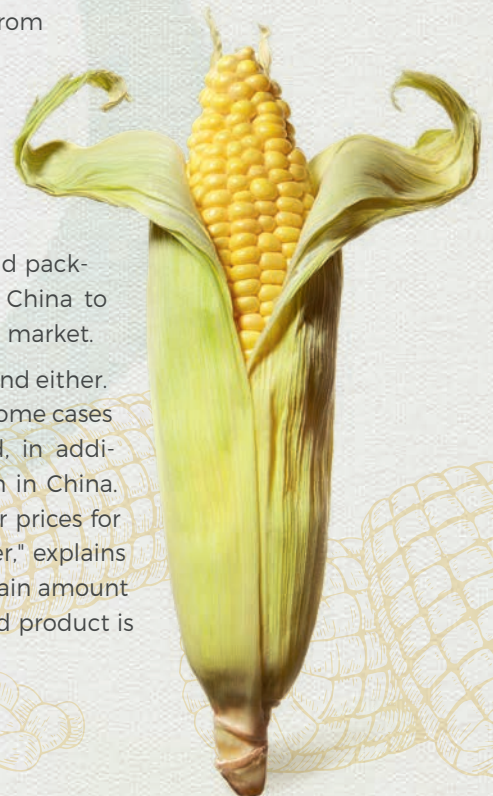 rom
d pack-
China to
market.
nd either.
ome cases
d, in addi-
n in China.
r prices for
er," explains
ain amount
d product is